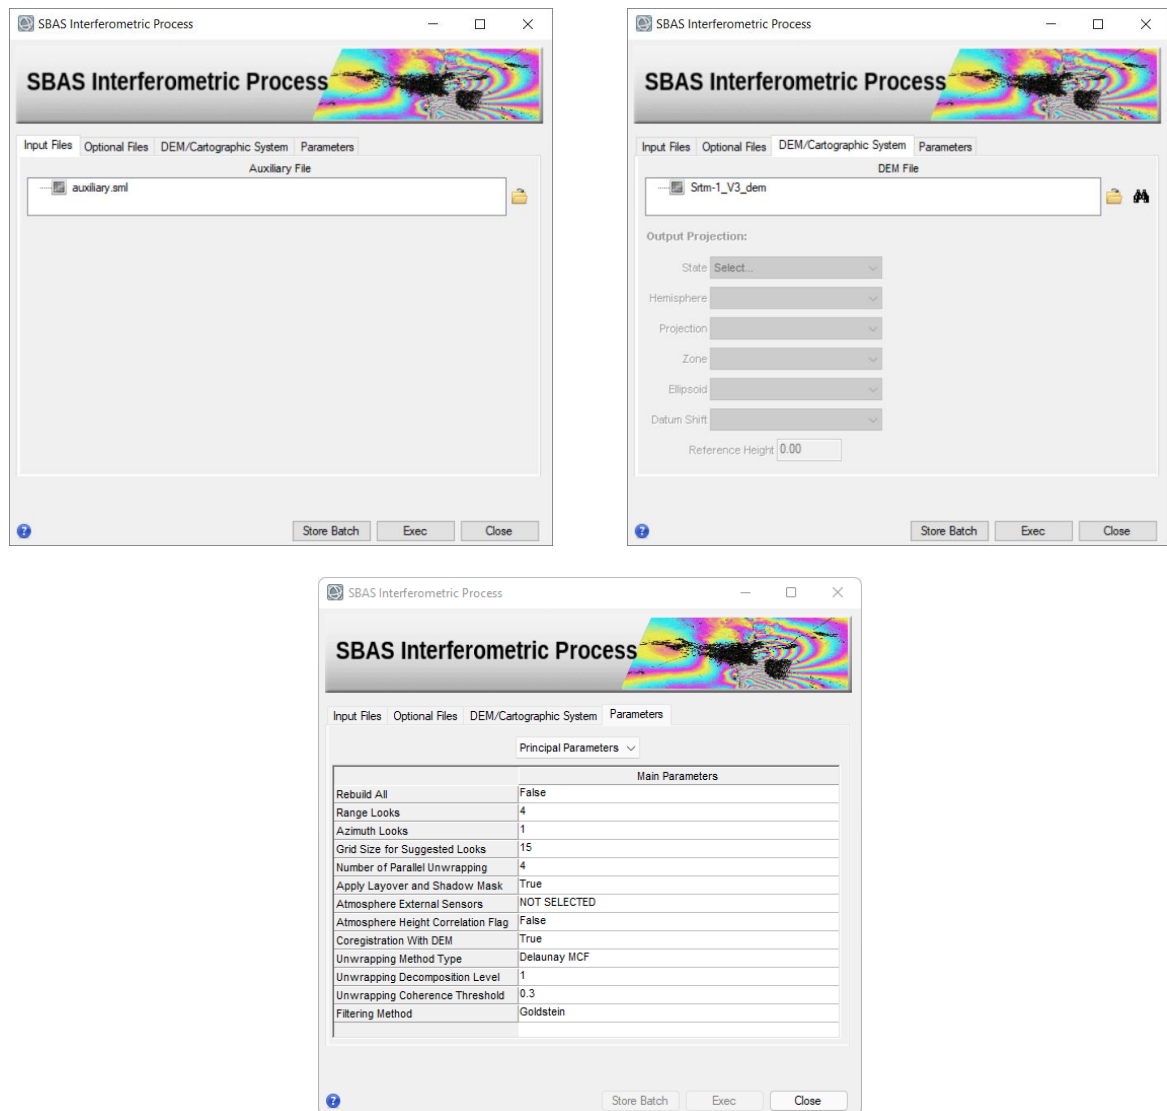 SBAS Interferometric Process
SBAS Interferometric Process
Input Files Optional Files DEM/Cartographic System Parameters
Auxiliary File
auxiliary.sml
Store Batch Exec Close
SBAS Interferometric Process
SBAS Interferometric Process
Input Files Optional Files DEM/Cartographic System Parameters
DEM File
Srtm-1_V3_dem
Output Projection:
State Select...
Hemisphere
Projection
Zone
Ellipsoid
Datum Shift
Reference Height 0.00
Store Batch Exec Close
SBAS Interferometric Process
SBAS Interferometric Process
Input Files Optional Files DEM/Cartographic System Parameters
Principal Parameters
Main Parameters
Rebuild All False
Range Looks 4
Azimuth Looks 1
Grid Size for Suggested Looks 15
Number of Parallel Unwrapping 4
Apply Layover and Shadow Mask True
Atmosphere External Sensors NOT SELECTED
Atmosphere Height Correlation Flag False
Coregistration With DEM True
Unwrapping Method Type Delaunay MCF
Unwrapping Decomposition Level 1
Unwrapping Coherence Threshold 0.3
Filtering Method Goldstein
Store Batch Exec Close